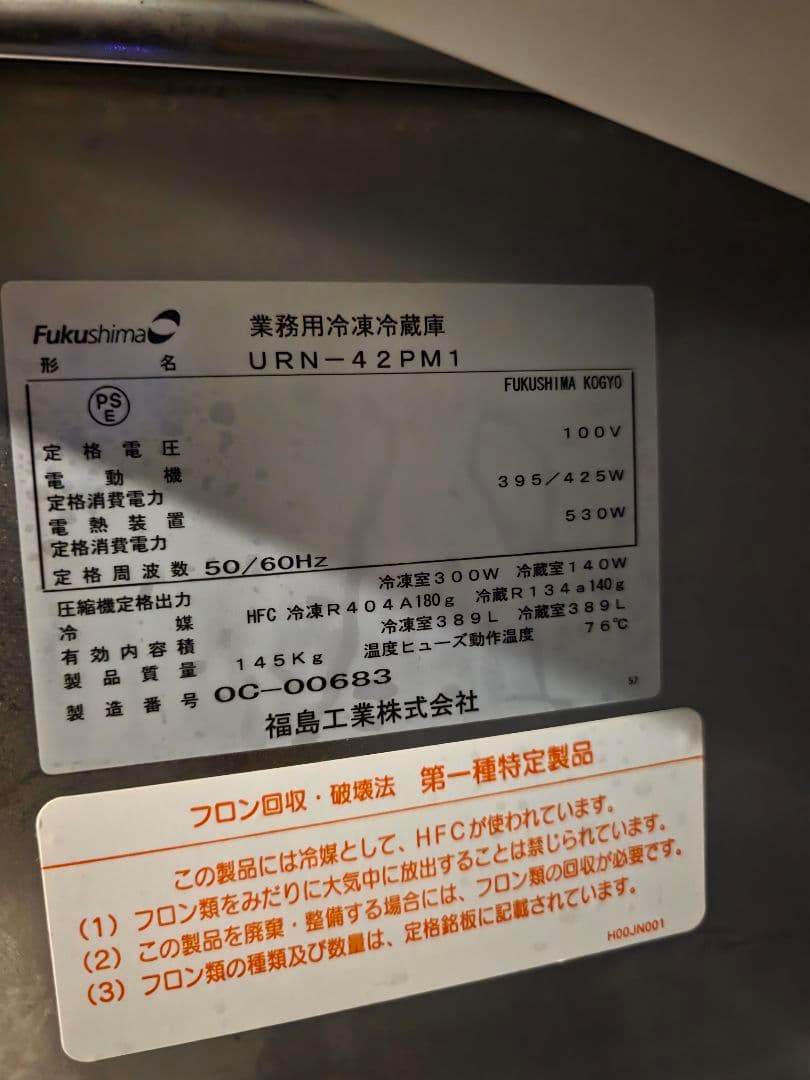 Fukushima 業務用冷凍冷蔵庫
形名 URN-42PM1
PSE
FUKUSHIMA KOGYO
定格電圧 100V
電動機定格消費電力 395/425W
電熱装置定格消費電力 530W
定格周波数 50/60Hz
圧縮機定格出力 冷凍室300W 冷蔵室140W
冷媒 HFC 冷凍R404A180g 冷蔵R134a140g
有効内容積 冷凍室389L 冷蔵室389L
製品質量 145Kg 温度ヒューズ動作温度 76℃
製造番号 0C-00683
福島工業株式会社
57
フロン回収・破壊法 第一種特定製品
この製品には冷媒として、HFCが使われています。
(1) フロン類をみだりに大気中に放出することは禁じられています。
(2) この製品を廃棄・整備する場合には、フロン類の回収が必要です。
(3) フロン類の種類及び数量は、定格銘板に記載されています。
H00JN001